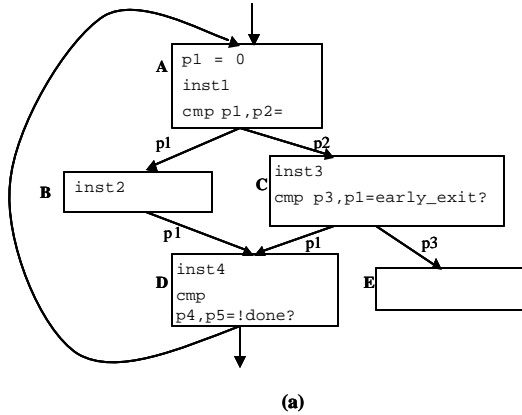 A
p1 = 0
inst1
cmp p1,p2=
p1
p2
B
inst2
C
inst3
cmp p3,p1=early_exit?
p1
p1
p3
D
inst4
cmp
p4,p5=!done?
E
(a)